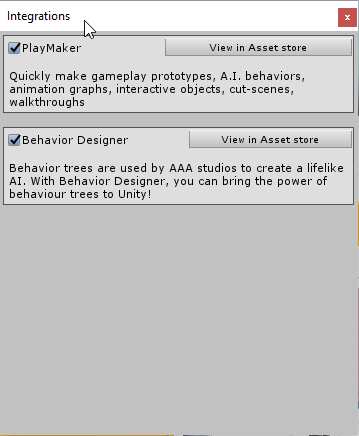 Integrations
x
PlayMaker
View in Asset store
Quickly make gameplay prototypes, A.I. behaviors,
animation graphs, interactive objects, cut-scenes,
walkthroughs
Behavior Designer
View in Asset store
Behavior trees are used by AAA studios to create a lifelike
AI. With Behavior Designer, you can bring the power of
behaviour trees to Unity!